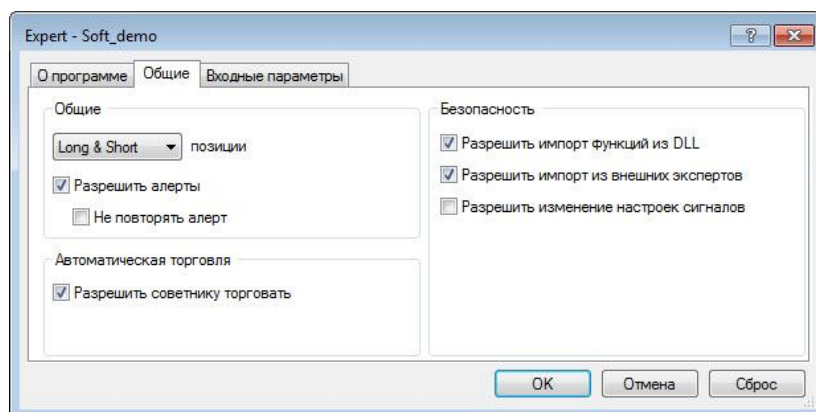 Expert - Soft_demo
О программе
Общие
Входные параметры
Общие
Long & Short
позиции
Разрешить алерты
Не повторять алерт
Автоматическая торговля
Разрешить советнику торговать
Безопасность
Разрешить импорт функций из DLL
Разрешить импорт из внешних экспертов
Разрешить изменение настроек сигналов
OK
Отмена
Сброс